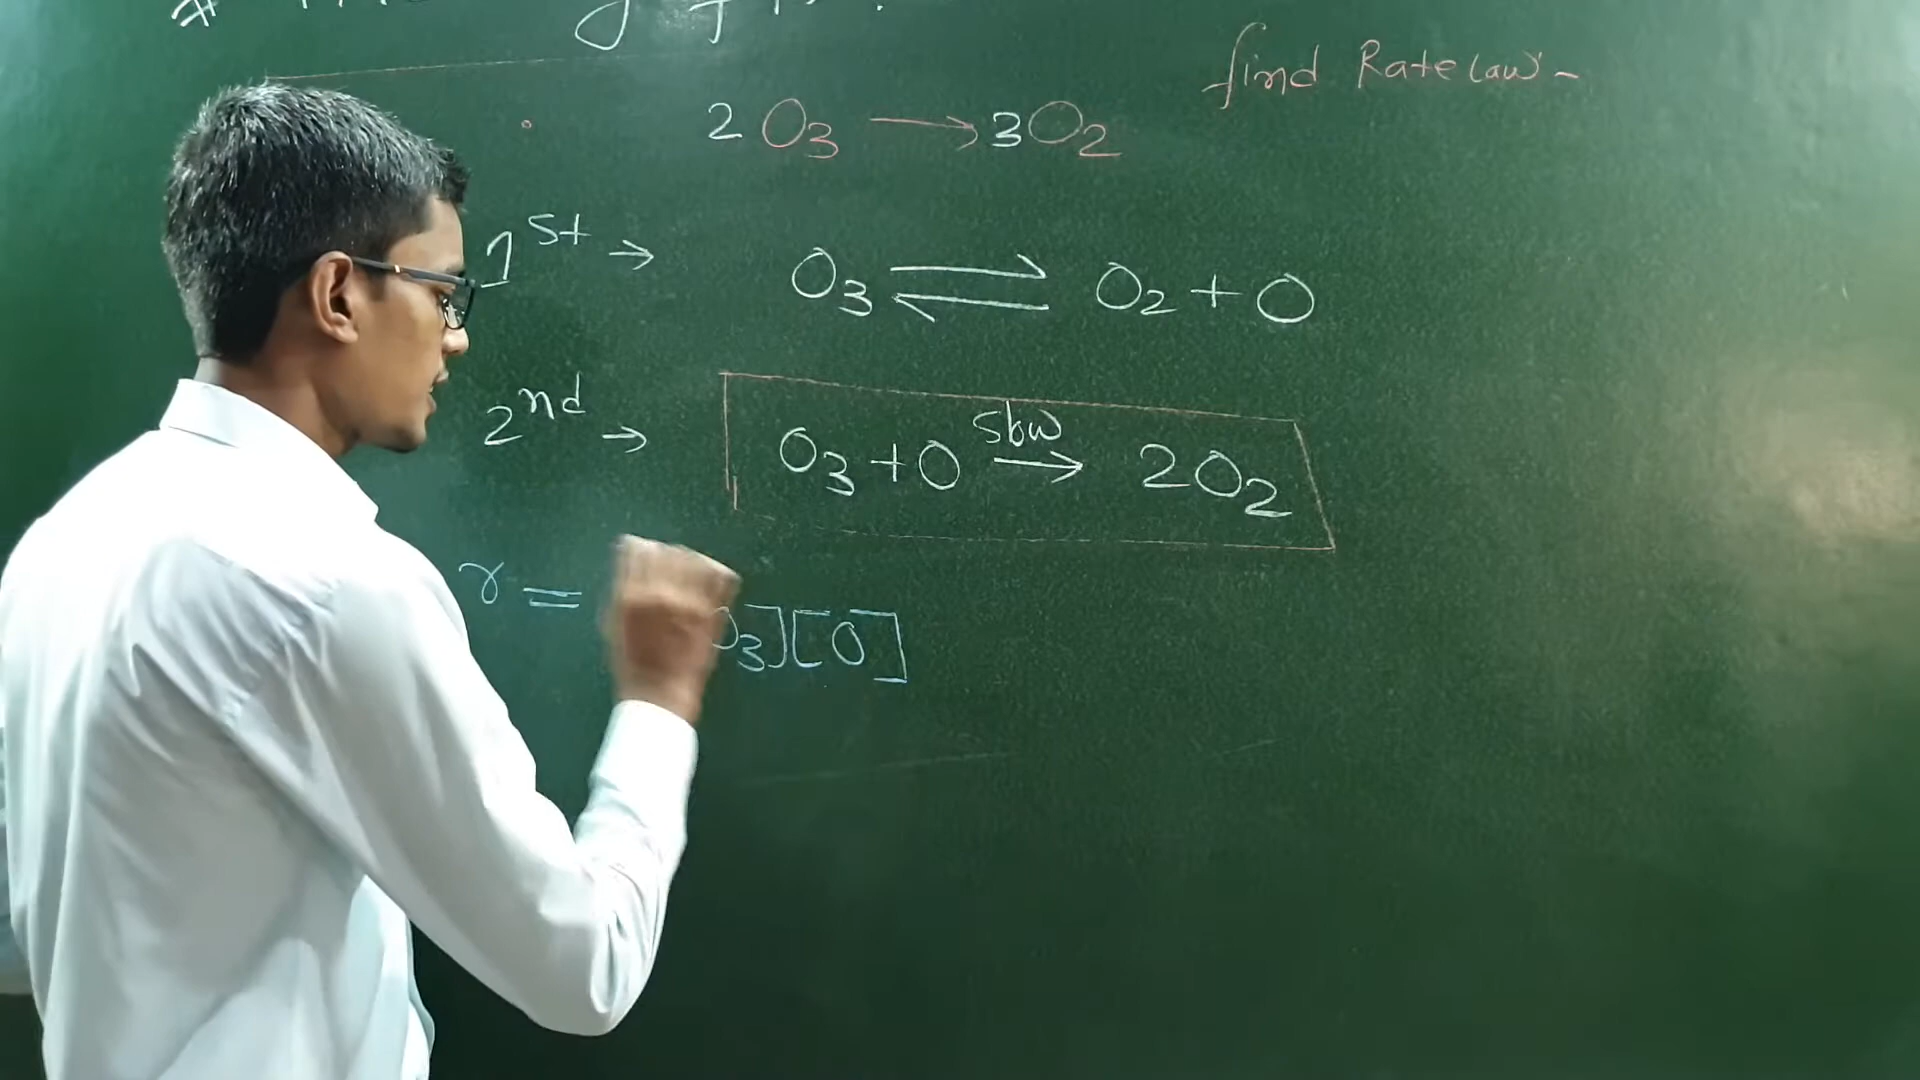 find Rate law -
2O₃ → 3O₂
1st → O₃ ⇌ O₂ + O
2nd → O₃ + O slow → 2O₂
r = O₃][O]